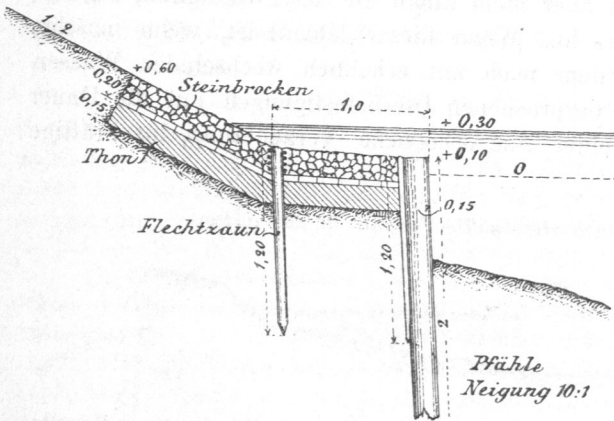 1:2
+0,60
0,20
0,15
Steinbrocken
1,0
+0,30
+0,10
0
Thon
0,15
Flechtzaun
1,20
1,20
2
Pfähle
Neigung 10:1